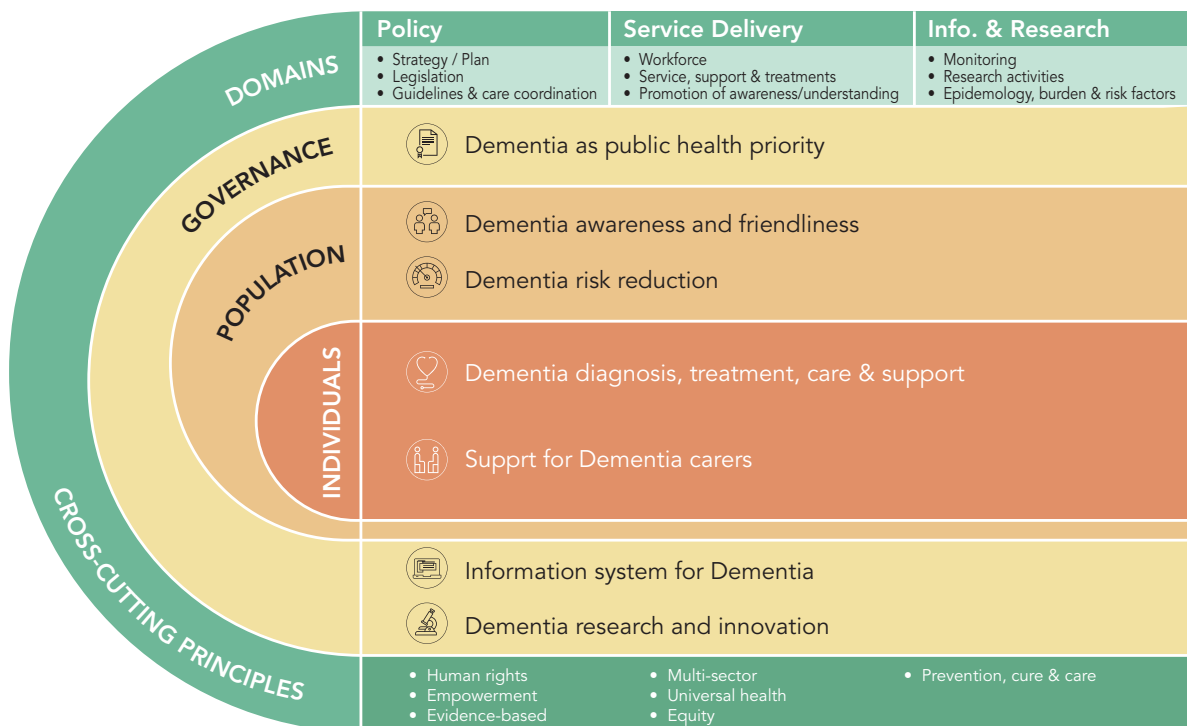 DOMAINS
Policy
• Strategy / Plan
• Legislation
• Guidelines & care coordination
Service Delivery
• Workforce
• Service, support & treatments
• Promotion of awareness/understanding
Info. & Research
• Monitoring
• Research activities
• Epidemology, burden & risk factors
GOVERNANCE
Dementia as public health priority
POPULATION
Dementia awareness and friendliness
Dementia risk reduction
INDIVIDUALS
Dementia diagnosis, treatment, care & support
Supprt for Dementia carers
Information system for Dementia
Dementia research and innovation
CROSS-CUTTING PRINCIPLES
• Human rights
• Empowerment
• Evidence-based
• Multi-sector
• Universal health
• Equity
• Prevention, cure & care